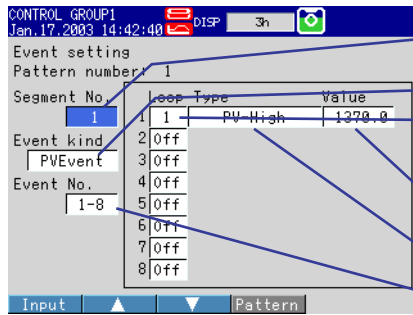 CONTROL GROUP1
Jan.17.2003 14:42:40 DISP 3h
Event setting
Pattern number: 1
Segment No.
1
Event kind
PVEvent
Event No.
1-8
Loop Type Value
1 1 PV-High 1370.0
2 Off
3 Off
4 Off
5 Off
6 Off
7 Off
8 Off
Input Pattern